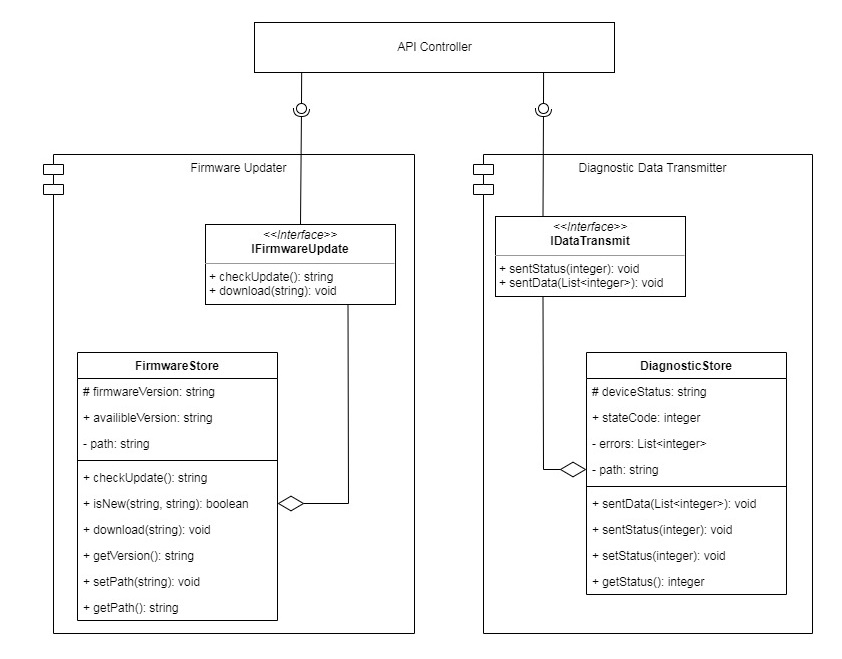 API Controller
Firmware Updater
<<Interface>>
IFirmwareUpdate
+ checkUpdate(): string
+ download(string): void
FirmwareStore
# firmwareVersion: string
+ availibleVersion: string
- path: string
+ checkUpdate(): string
+ isNew(string, string): boolean
+ download(string): void
+ getVersion(): string
+ setPath(string): void
+ getPath(): string
Diagnostic Data Transmitter
<<Interface>>
IDataTransmit
+ sentStatus(integer): void
+ sentData(List<integer>): void
DiagnosticStore
# deviceStatus: string
+ stateCode: integer
- errors: List<integer>
- path: string
+ sentData(List<integer>): void
+ sentStatus(integer): void
+ setStatus(integer): void
+ getStatus(): integer